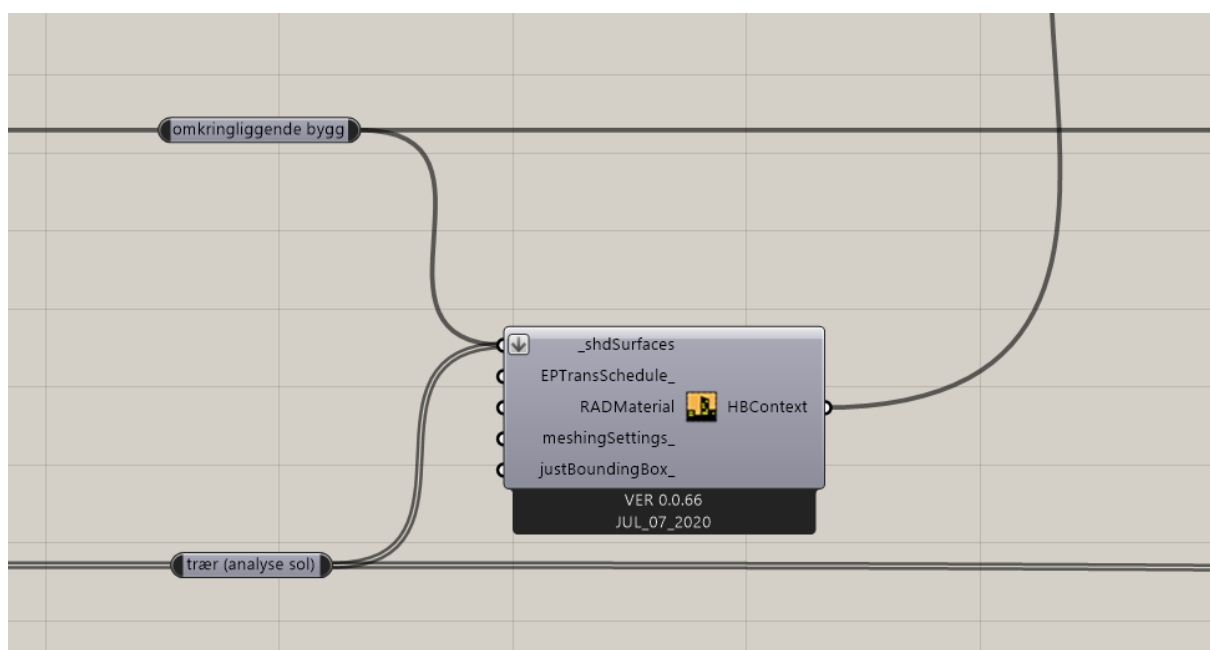 omkringliggende bygg
_shdSurfaces
EPTransSchedule_
RADMaterial
HBContext
meshingSettings_
justBoundingBox_
VER 0.0.66
JUL_07_2020
trær (analyse sol)